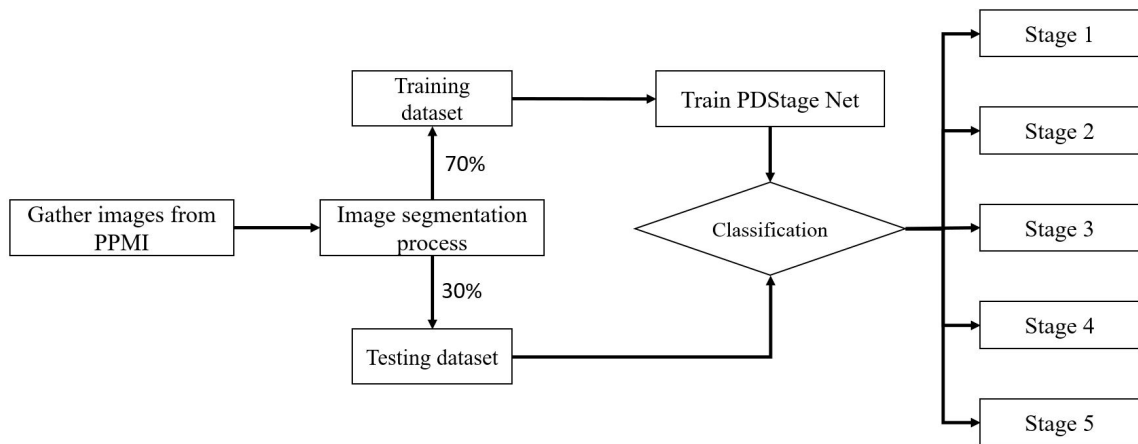 Gather images from
PPMI
Image segmentation
process
70%
Training
dataset
30%
Testing dataset
Train PDStage Net
Classification
Stage 1
Stage 2
Stage 3
Stage 4
Stage 5